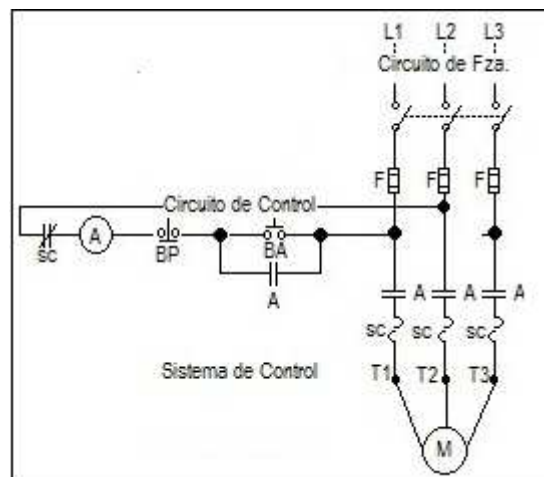 L1 L2 L3
Circuito de Fza.
F F F
Circuito de Control
sc A BP BA
A
A A A
sc sc sc
Sistema de Control T1 T2 T3
M